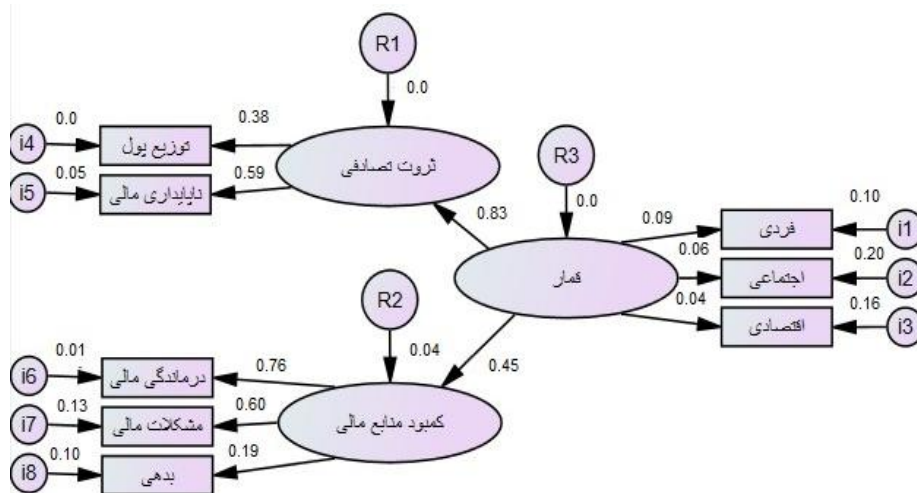 R1
0.0
i4
0.0
توزیع پول
0.38
ثروت تصادفی
i5
0.05
ناپایداری مالی
0.59
R3
0.0
0.83
0.09
فردی
0.10
i1
قمار
0.06
اجتماعی
0.20
i2
0.04
اقتصادی
0.16
i3
R2
0.04
0.45
i6
0.01
درماندگی مالی
0.76
i7
0.13
مشکلات مالی
0.60
کمبود منابع مالی
i8
0.10
بدهی
0.19